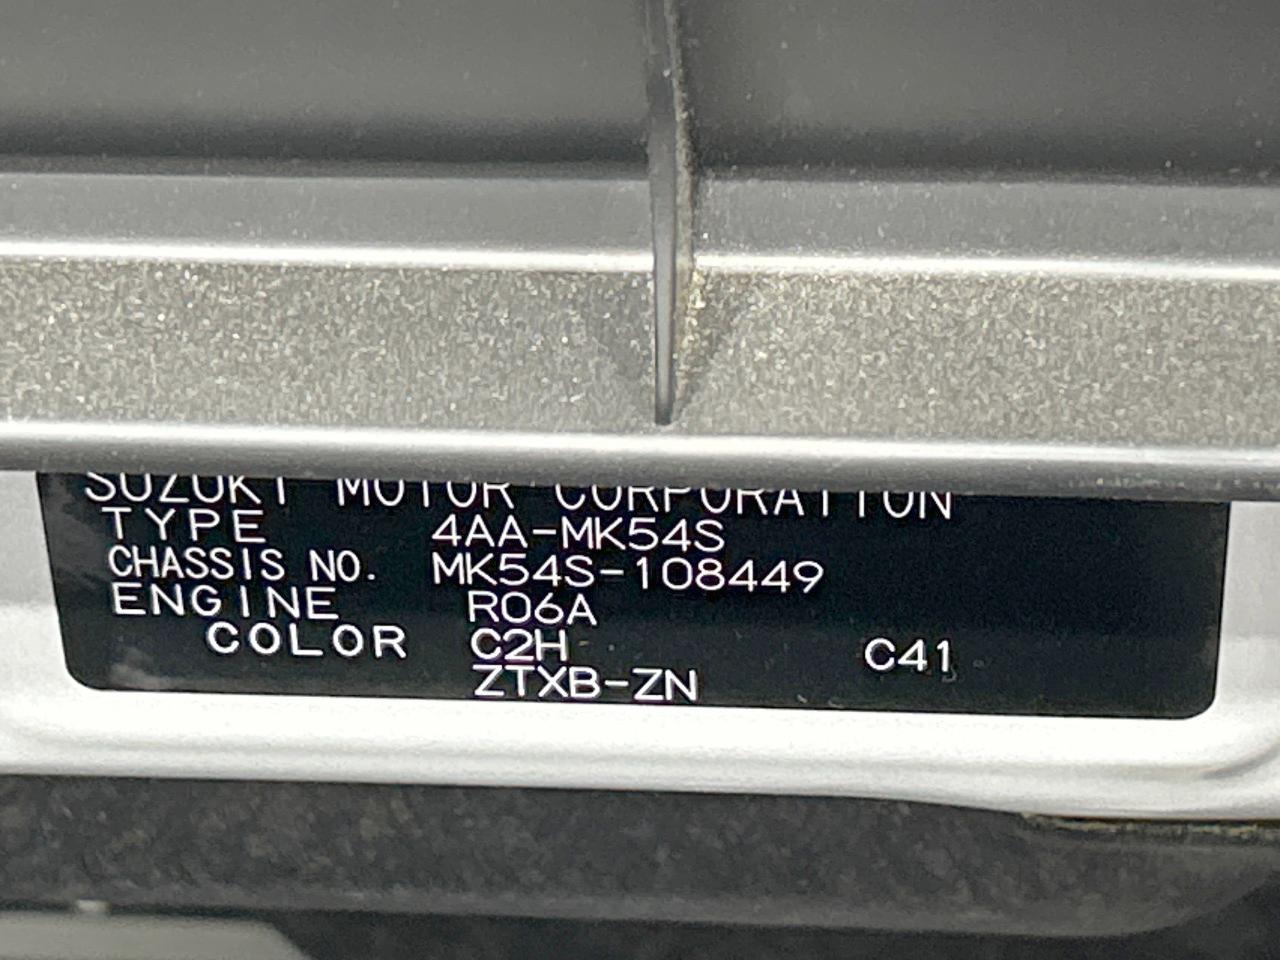 SUZUKI MOTOR CORPORATION
TYPE 4AA-MK54S
CHASSIS NO. MK54S-108449
ENGINE R06A
COLOR C2H C41
ZTXB-ZN